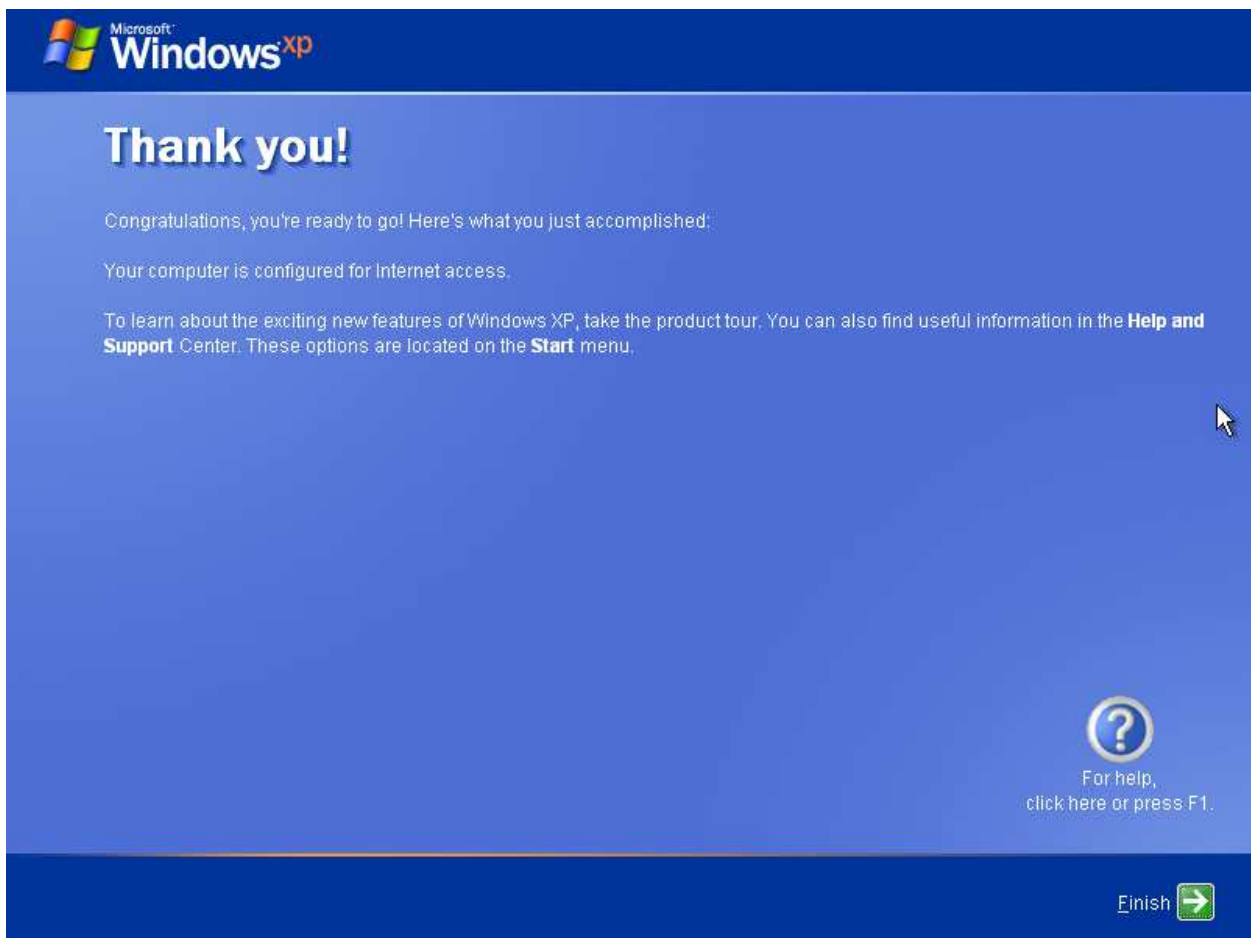 Microsoft
Windows xp
Thank you!
Congratulations, you're ready to go! Here's what you just accomplished:
Your computer is configured for Internet access.
To learn about the exciting new features of Windows XP, take the product tour. You can also find useful information in the Help and
Support Center. These options are located on the Start menu.
?
For help,
click here or press F1.
Finish